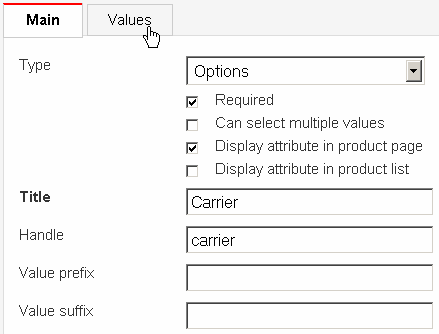 Main Values
Type Options
Required
Can select multiple values
Display attribute in product page
Display attribute in product list
Title Carrier
Handle carrier
Value prefix
Value suffix